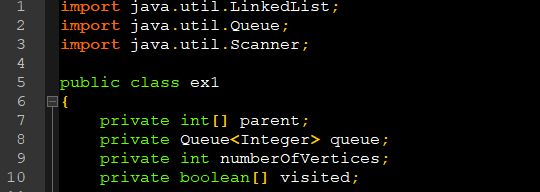 1 import java.util.LinkedList;
2 import java.util.Queue;
3 import java.util.Scanner;
4
5 public class ex1
6 {
7 private int[] parent;
8 private Queue<Integer> queue;
9 private int numberOfVertices;
10 private boolean[] visited;